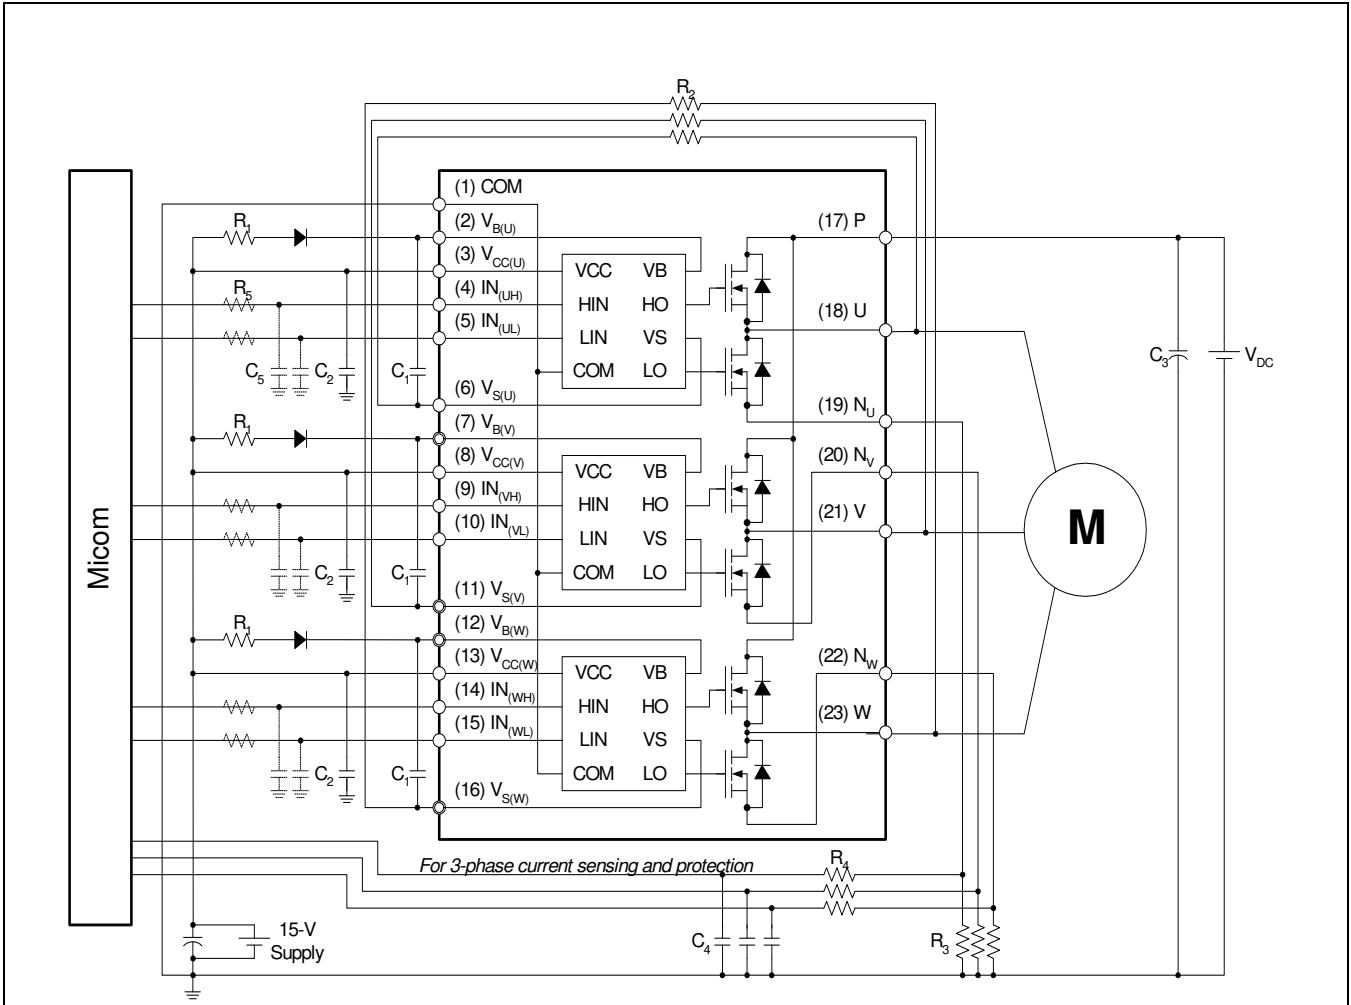 R2
(1) COM
R1
(2) VB(U)
(17) P
(3) VCC(U)
VCC VB
R5
(4) IN(UH)
HIN HO
(18) U
(5) IN(UL)
LIN VS
C5 C2 C1
COM LO
C3
VDC
(6) VS(U)
(19) NU
R1
(7) VB(V)
(8) VCC(V)
VCC VB
(20) NV
(9) IN(VH)
HIN HO
(21) V
M
(10) IN(VL)
LIN VS
Micom
C2 C1
COM LO
(11) VS(V)
R1
(12) VB(W)
(13) VCC(W)
VCC VB
(22) NW
(14) IN(WH)
HIN HO
(23) W
(15) IN(WL)
LIN VS
C2 C1
COM LO
(16) VS(W)
For 3-phase current sensing and protection
R4
15-V
Supply
C4
R3